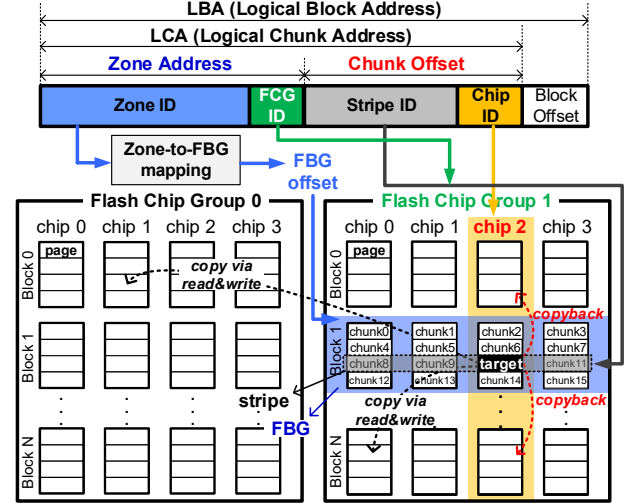 LBA (Logical Block Address)
LCA (Logical Chunk Address)
Zone Address
Chunk Offset
Zone ID
FCG
ID
Stripe ID
Chip
ID
Block
Offset
Zone-to-FBG
mapping
FBG
offset
Flash Chip Group 0
Flash Chip Group 1
chip 0
chip 1
chip 2
chip 3
chip 0
chip 1
chip 2
chip 3
Block 0
page
copy via
read&write
Block 0
page
copyback
Block 1
Block 1
chunk0
chunk1
chunk2
chunk3
chunk4
chunk5
chunk6
chunk7
chunk8
chunk9
target
chunk11
chunk12
chunk13
chunk14
chunk15
stripe
FBG
copy via
read&write
copyback
Block N
Block N